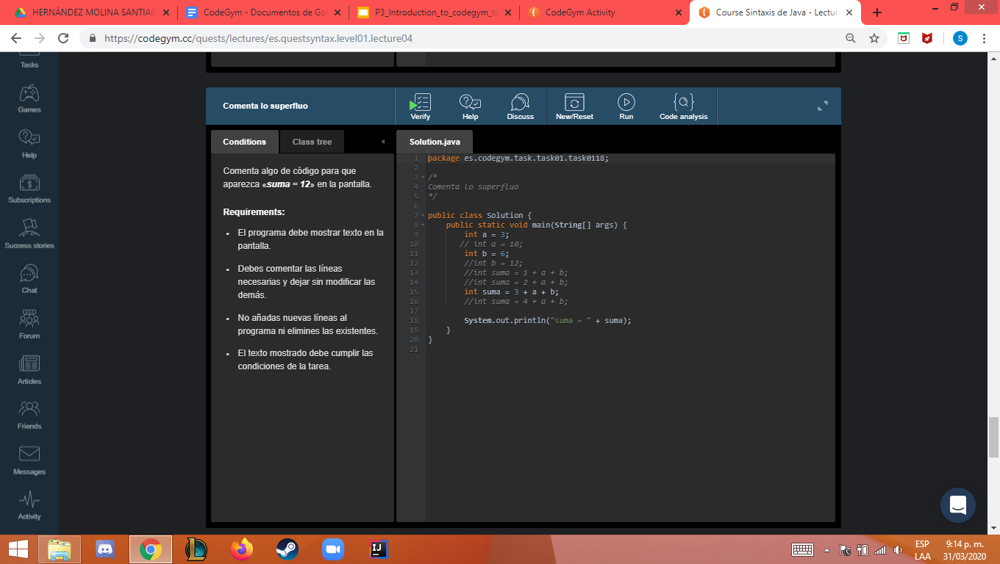 HERNÁNDEZ MOLINA SANTIAG
CodeGym - Documentos de Go
P3_Introduction_to_codegym_t
CodeGym Activity
Course Sintaxis de Java - Lectur
https://codegym.cc/quests/lectures/es.questsyntax.level01.lecture04
S
Tasks
Games
Help
Subscriptions
Success stories
Chat
Forum
Articles
Friends
Messages
Activity
Comenta lo superfluo
Verify
Help
Discuss
New/Reset
Run
Code analysis
Conditions
Class tree
Comenta algo de código para que
aparezca «suma = 12» en la pantalla.
Requirements:
• El programa debe mostrar texto en la
pantalla.
• Debes comentar las líneas
necesarias y dejar sin modificar las
demás.
• No añadas nuevas líneas al
programa ni elimines las existentes.
• El texto mostrado debe cumplir las
condiciones de la tarea.
Solution.java
1 package es.codegym.task.task01.task0118;
2
3 /*
4 Comenta lo superfluo
5 */
6
7 public class Solution {
8 public static void main(String[] args) {
9 int a = 3;
10 // int a = 10;
11 int b = 6;
12 //int b = 12;
13 //int suma = 1 + a + b;
14 //int suma = 2 + a + b;
15 int suma = 3 + a + b;
16 //int suma = 4 + a + b;
17
18 System.out.println("suma = " + suma);
19 }
20 }
21
IJ
ESP
LAA
9:14 p. m.
31/03/2020